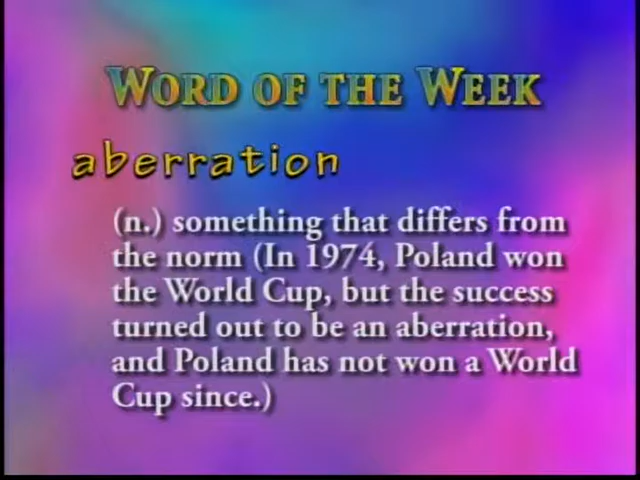 WORD OF THE WEEK
aberration
(n.) something that differs from
the norm (In 1974, Poland won
the World Cup, but the success
turned out to be an aberration,
and Poland has not won a World
Cup since.)